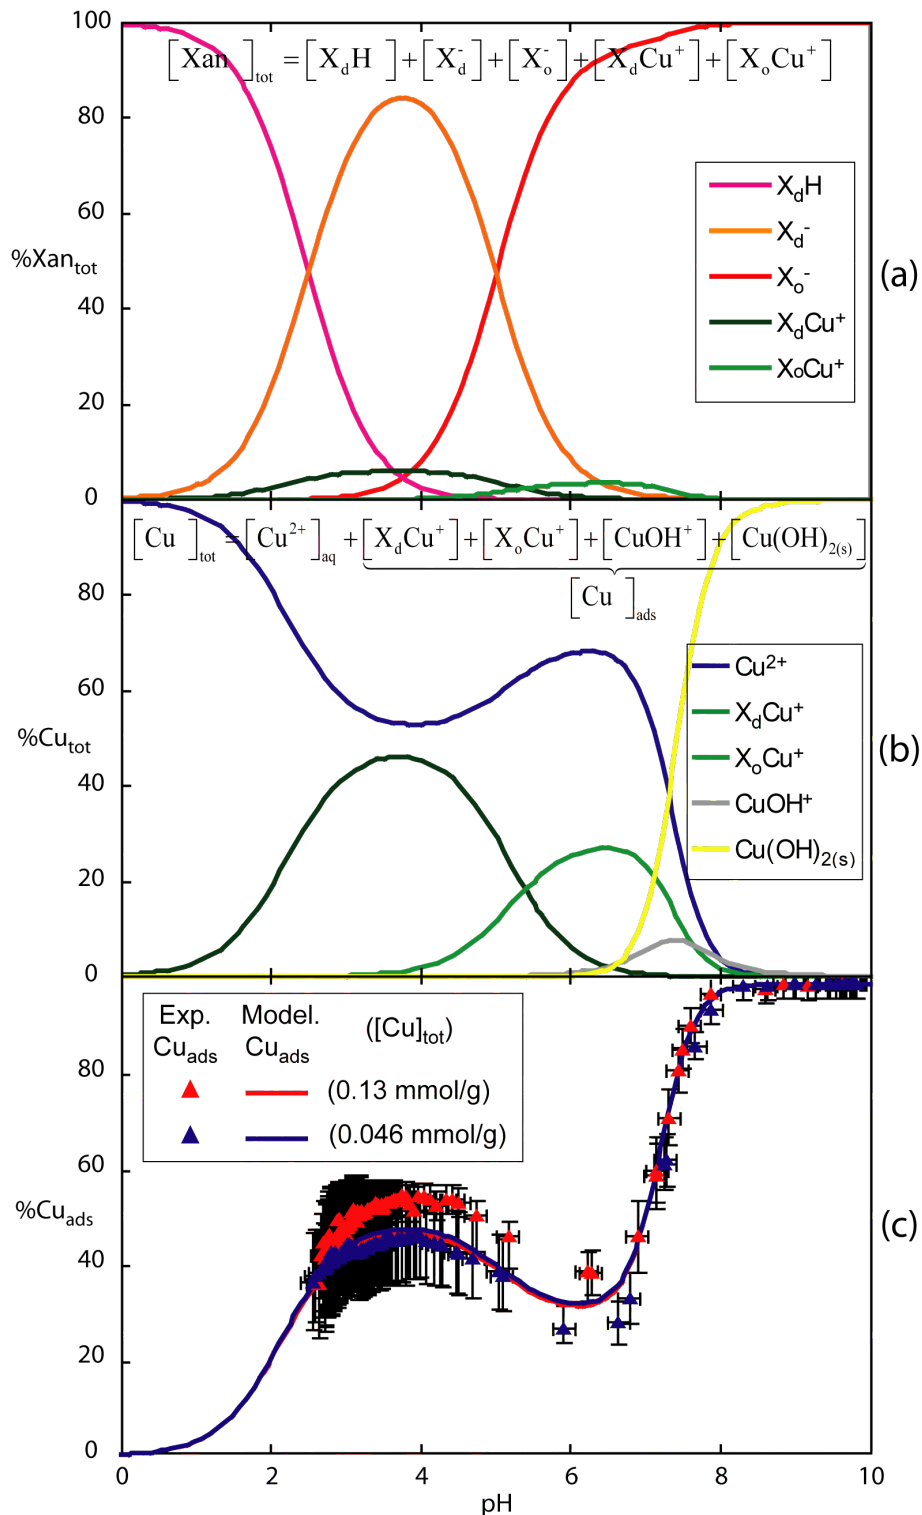 100
[Xan ]tot = [XdH ] + [Xd-] + [Xo-] + [XdCu+] + [XoCu+]
80
60
%Xantot
40
20
0
XdH
Xd-
Xo-
XdCu+
XoCu+
(a)
[Cu ]tot = [Cu2+]aq + [XdCu+] + [XoCu+] + [CuOH+] + [Cu(OH)2(s)]
[Cu ]ads
80
60
%Cutot
40
20
0
Cu2+
XdCu+
XoCu+
CuOH+
Cu(OH)2(s)
(b)
Exp. Model. ([Cu]tot)
Cuads Cuads
(0.13 mmol/g)
(0.046 mmol/g)
80
60
%Cuads
40
20
0
(c)
0 2 4 6 8 10
pH